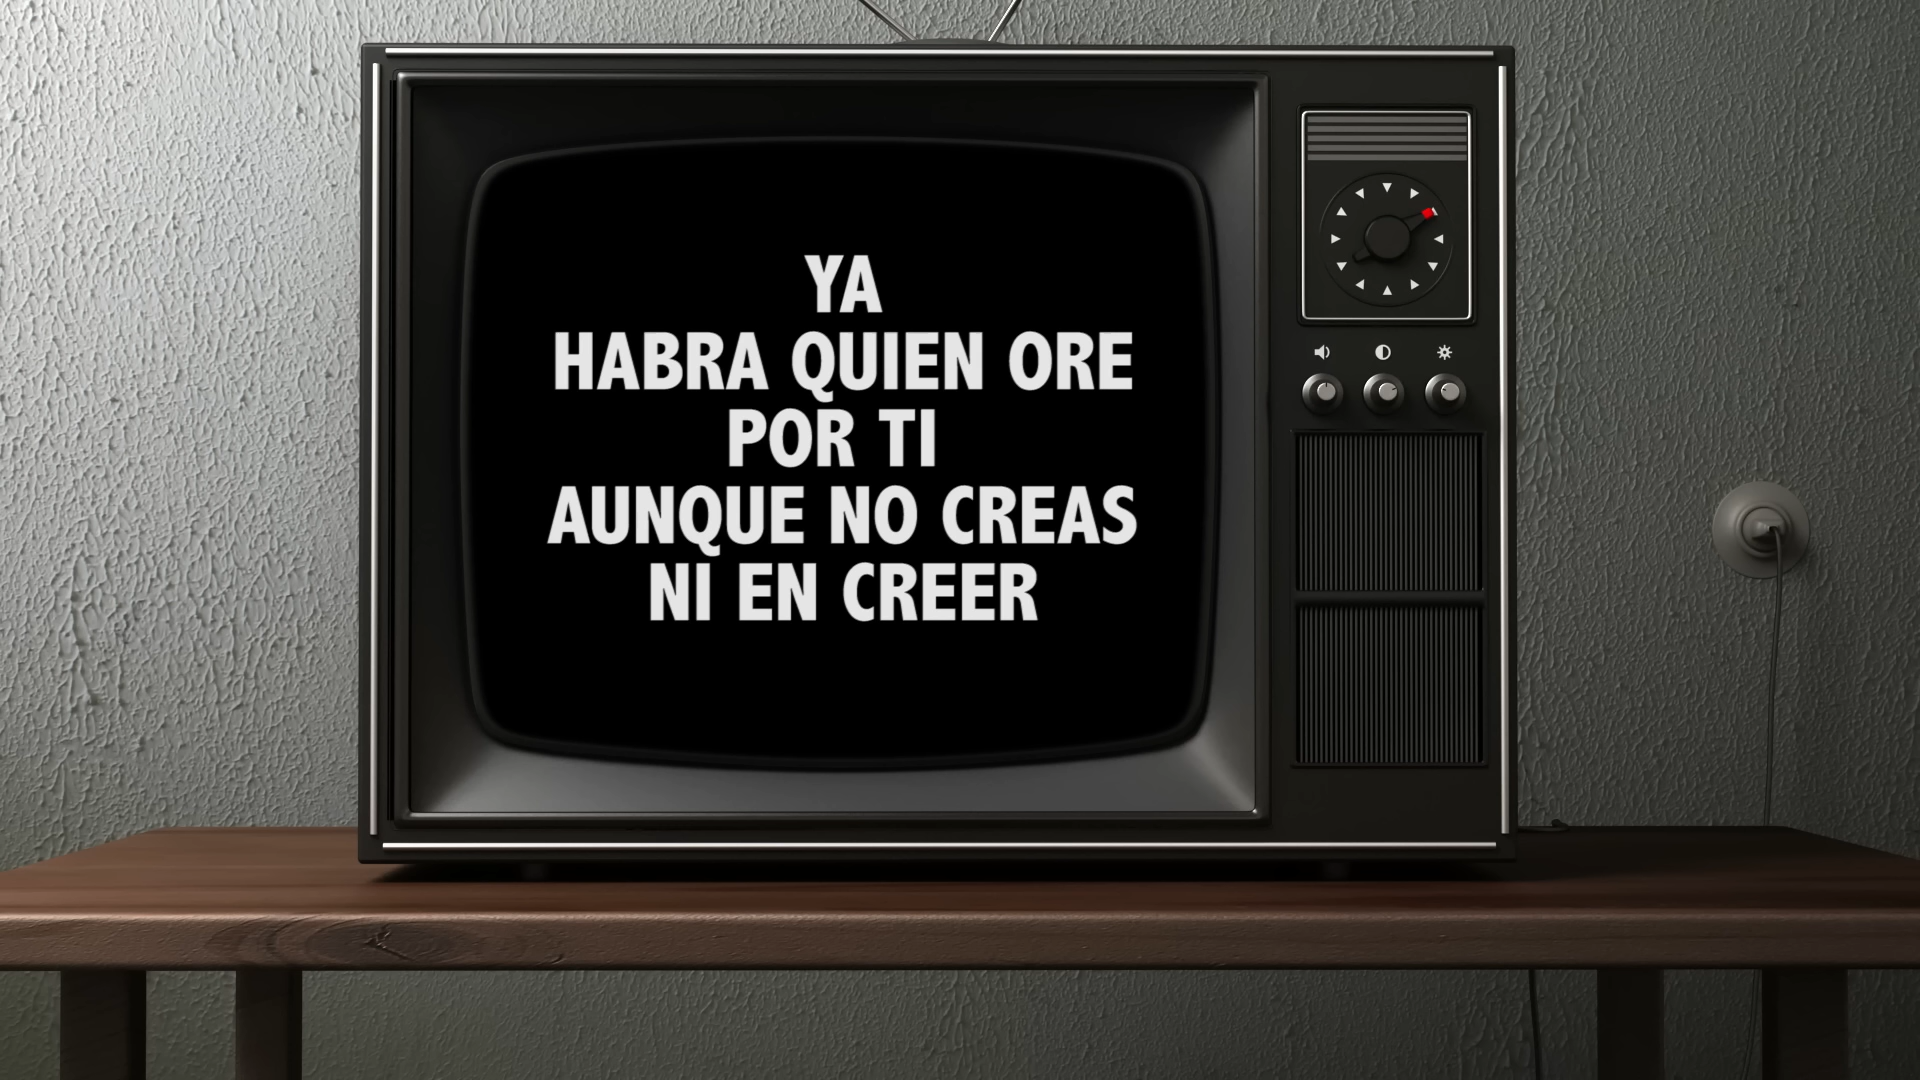 YA
HABRA QUIEN ORE
POR TI
AUNQUE NO CREAS
NI EN CREER